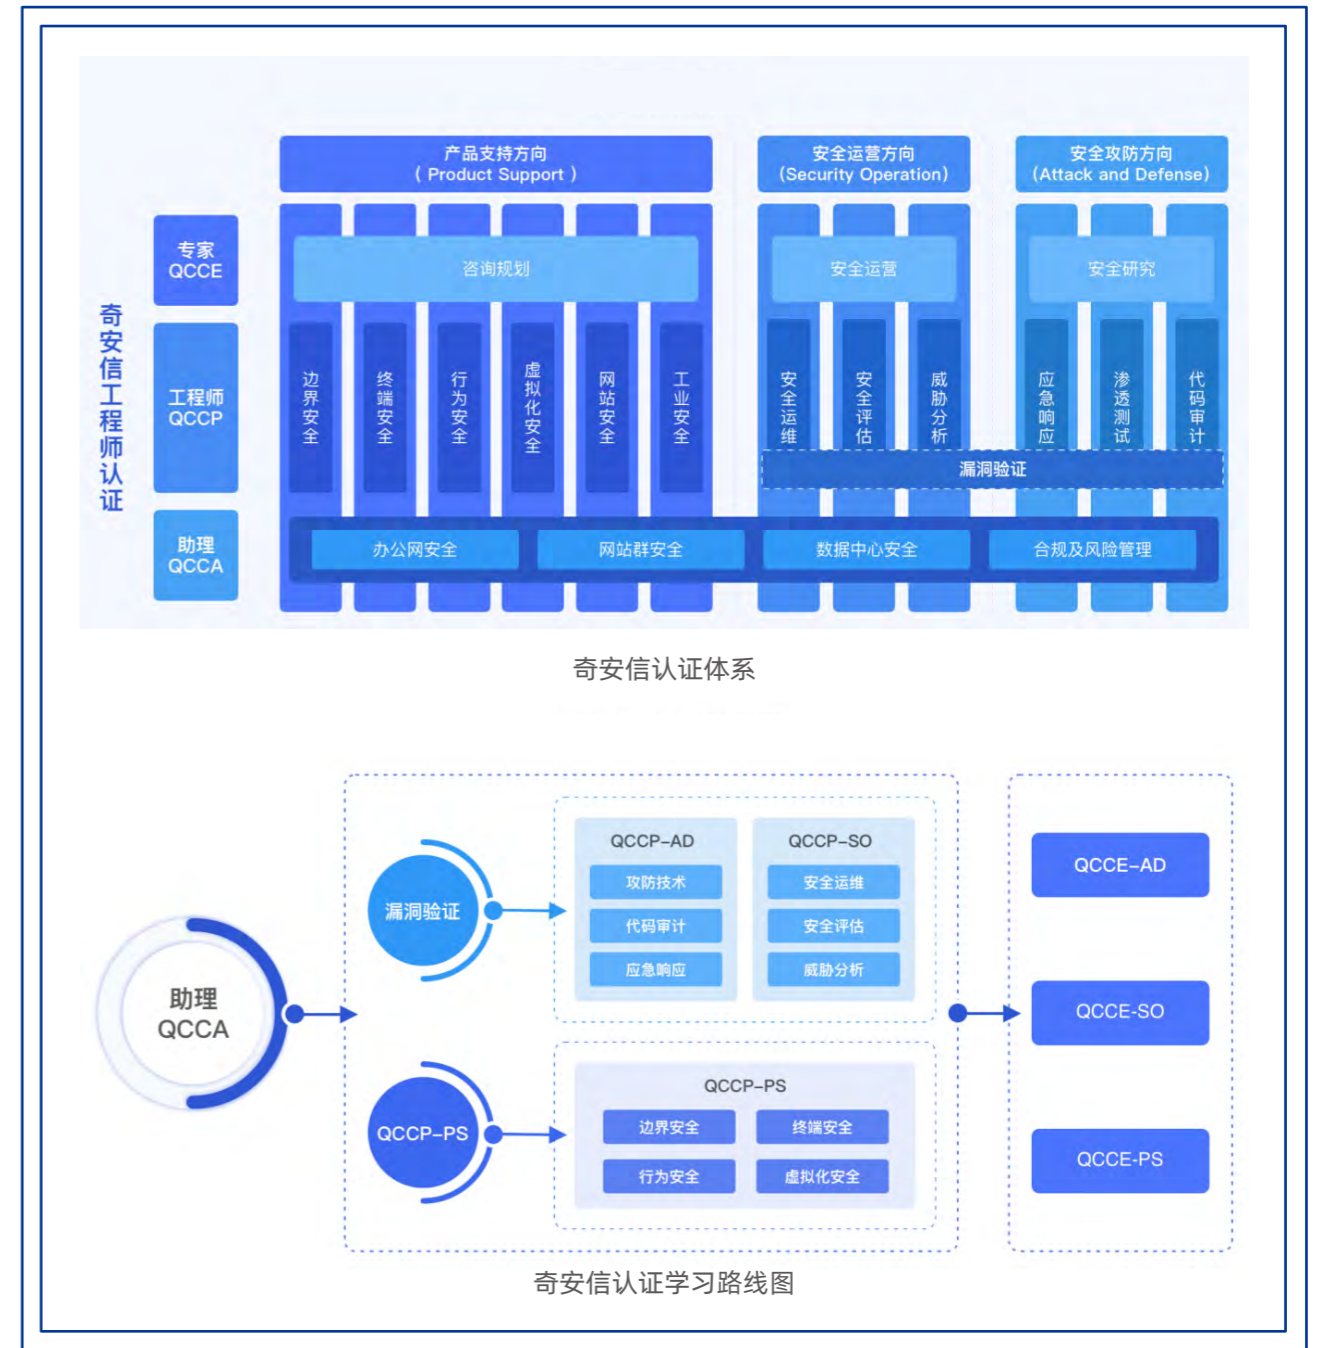 产品支持方向
( Product Support )
安全运营方向
(Security Operation)
安全攻防方向
(Attack and Defense)
奇安信工程师认证
专家
QCCE
咨询规划
安全运营
安全研究
工程师
QCCP
边界安全
终端安全
行为安全
虚拟化安全
网站安全
工业安全
安全运维
安全评估
威胁分析
应急响应
渗透测试
代码审计
漏洞验证
助理
QCCA
办公网安全
网站群安全
数据中心安全
合规及风险管理
奇安信认证体系
助理
QCCA
漏洞验证
QCCP-AD
攻防技术
代码审计
应急响应
QCCP-SO
安全运维
安全评估
威胁分析
QCCP-PS
QCCP-PS
边界安全
终端安全
行为安全
虚拟化安全
QCCE-AD
QCCE-SO
QCCE-PS
奇安信认证学习路线图